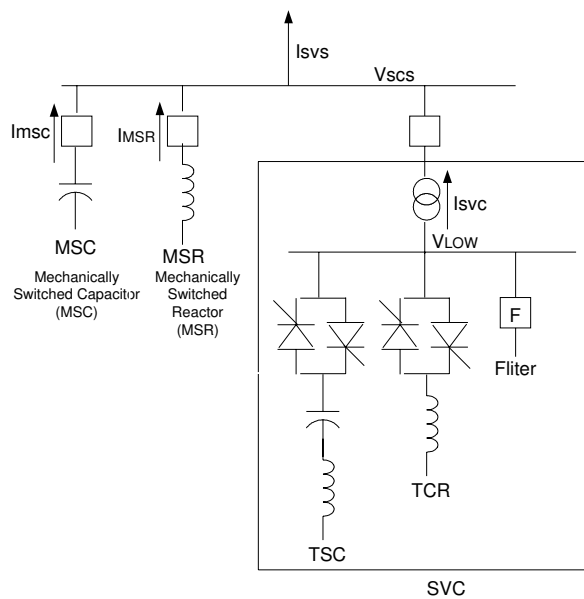 Isvs
Vscs
Imsc
IMSR
Isvc
MSC
Mechanically
Switched Capacitor
(MSC)
MSR
Mechanically
Switched
Reactor
(MSR)
VLOW
F
Fliter
TCR
TSC
SVC